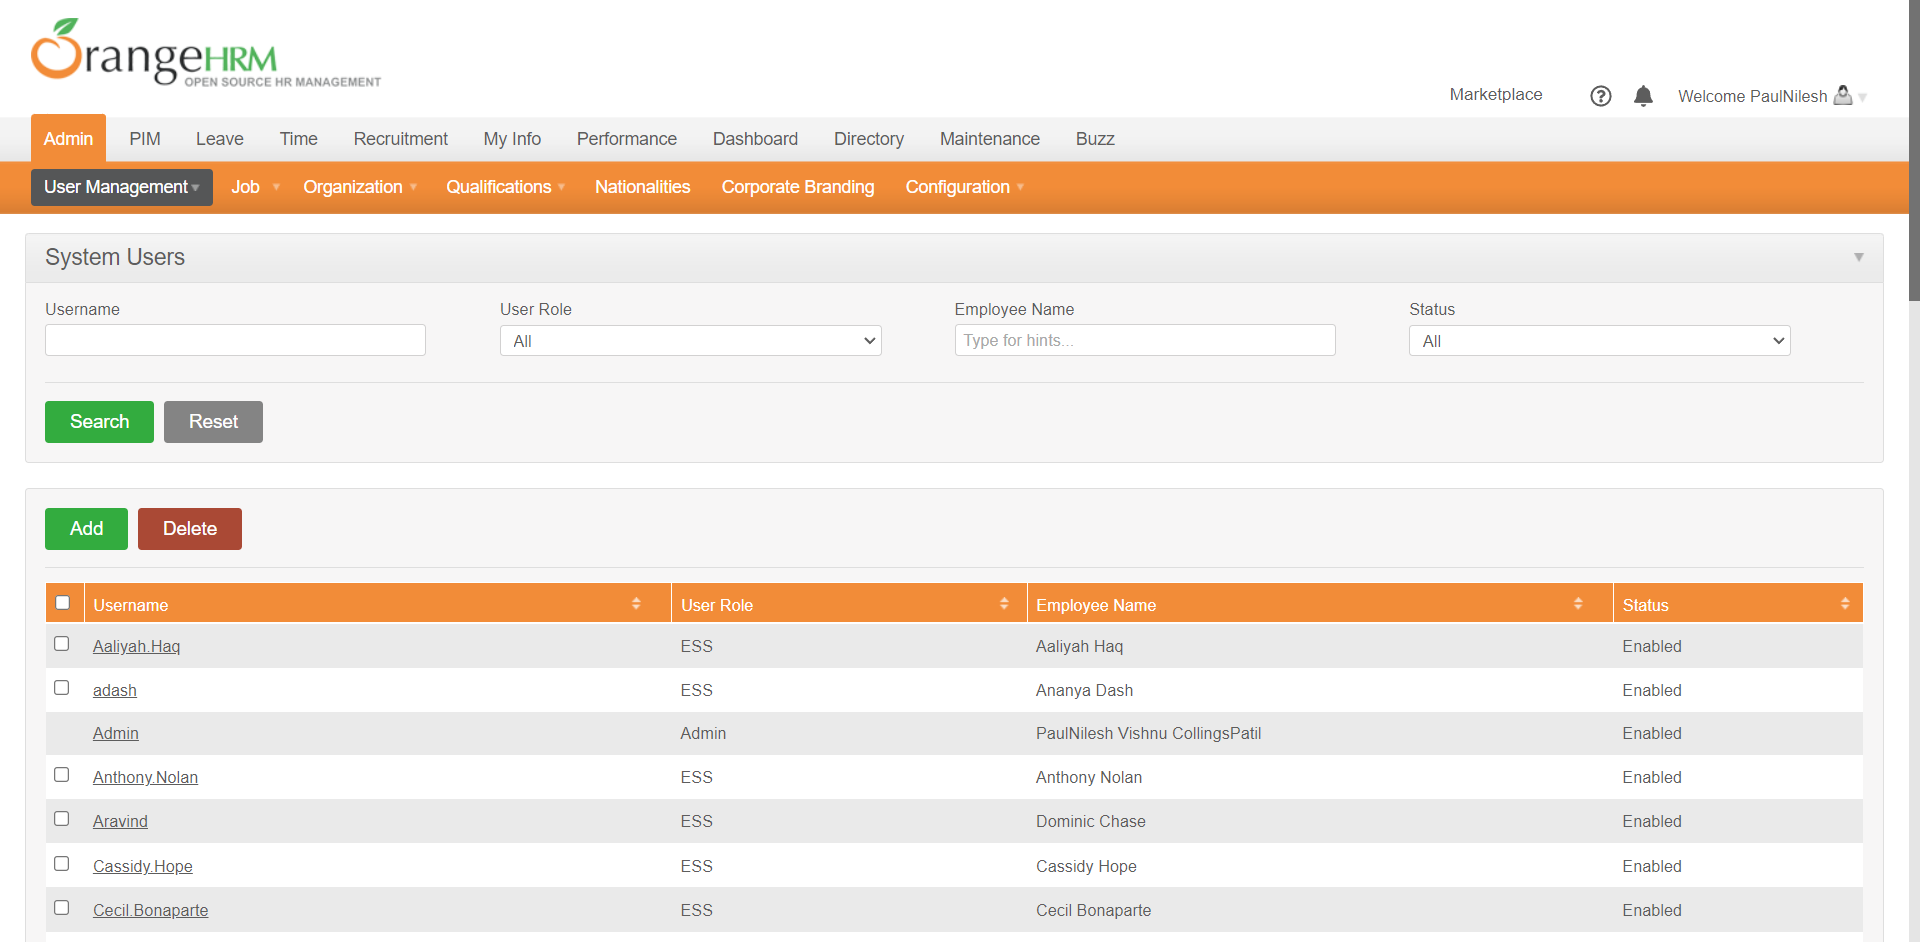 OrangeHRM
OPEN SOURCE HR MANAGEMENT
Marketplace
Welcome PaulNilesh
Admin PIM Leave Time Recruitment My Info Performance Dashboard Directory Maintenance Buzz
User Management Job Organization Qualifications Nationalities Corporate Branding Configuration
System Users
Username User Role Employee Name Status
All Type for hints... All
Search Reset
Add Delete
Username User Role Employee Name Status
Aaliyah.Haq ESS Aaliyah Haq Enabled
adash ESS Ananya Dash Enabled
Admin Admin PaulNilesh Vishnu CollingsPatil Enabled
Anthony.Nolan ESS Anthony Nolan Enabled
Aravind ESS Dominic Chase Enabled
Cassidy.Hope ESS Cassidy Hope Enabled
Cecil.Bonaparte ESS Cecil Bonaparte Enabled